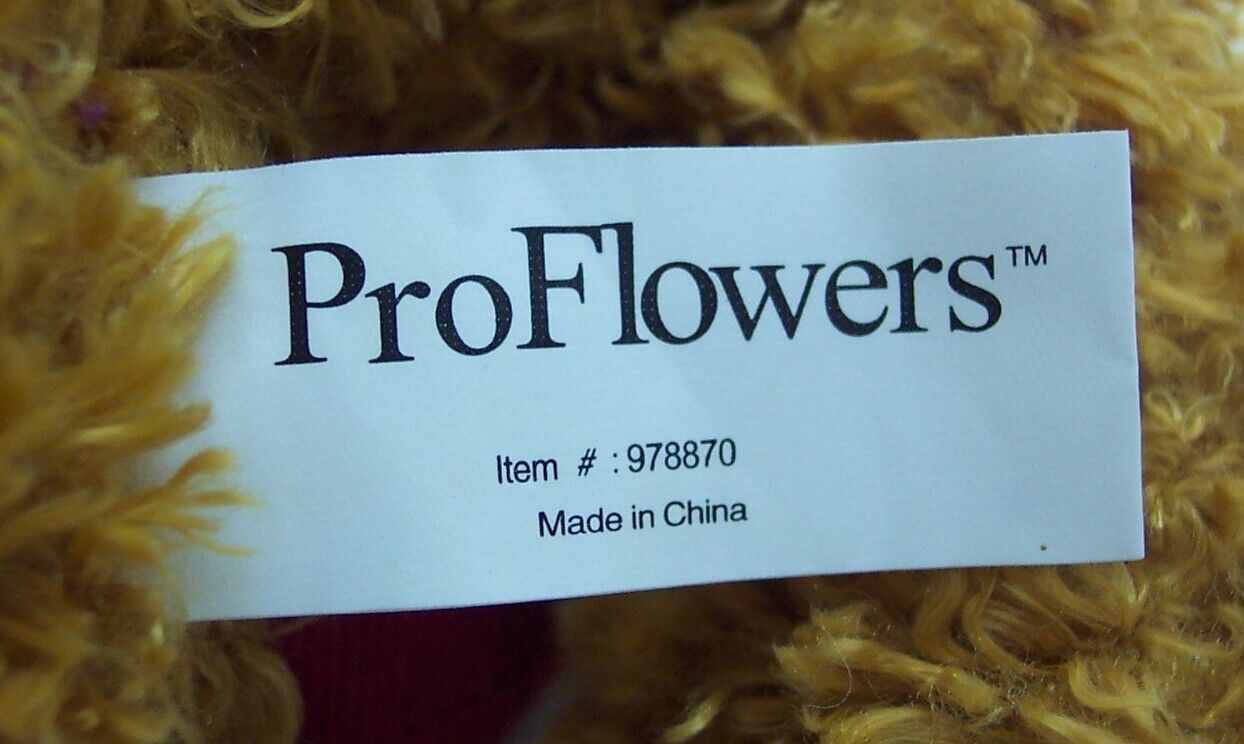 ProFlowers™
Item # : 978870
Made in China